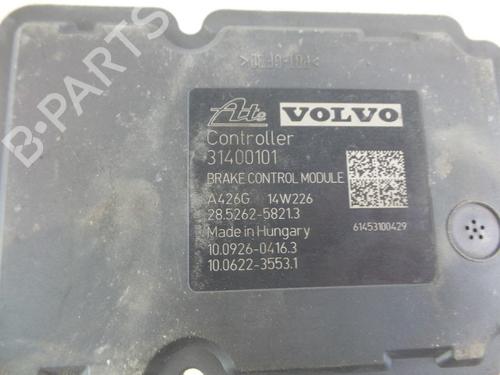 Ate VOLVO
Controller
31400101
BRAKE CONTROL MODULE
A426G 14W226
28.5262-5821.3
Made in Hungary
61453100429
10.0926-0416.3
10.0622-3553.1
B-PARTS